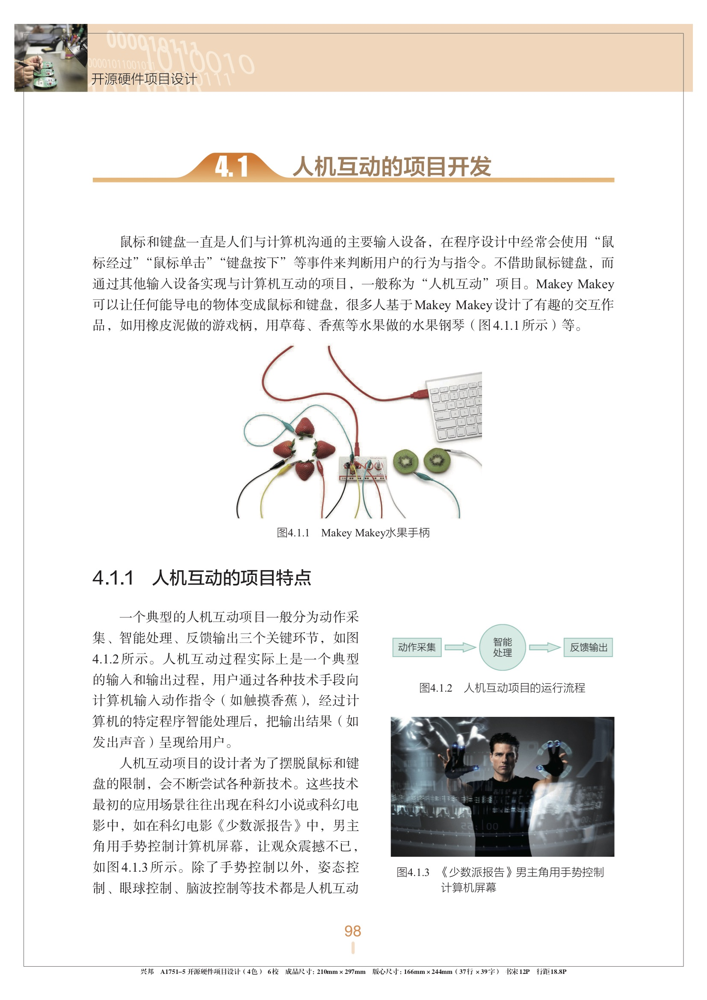 000010111
1010010
00001011001011
开源硬件项目设计
4.1 人机互动的项目开发
鼠标和键盘一直是人们与计算机沟通的主要输入设备，在程序设计中经常会使用“鼠
标经过”“鼠标单击”“键盘按下”等事件来判断用户的行为与指令。不借助鼠标键盘，而
通过其他输入设备实现与计算机互动的项目，一般称为“人机互动”项目。Makey Makey
可以让任何能导电的物体变成鼠标和键盘，很多人基于Makey Makey设计了有趣的交互作
品，如用橡皮泥做的游戏柄，用草莓、香蕉等水果做的水果钢琴（图4.1.1所示）等。
图4.1.1 Makey Makey水果手柄
4.1.1 人机互动的项目特点
一个典型的人机互动项目一般分为动作采
集、智能处理、反馈输出三个关键环节，如图
4.1.2所示。人机互动过程实际上是一个典型
的输入和输出过程，用户通过各种技术手段向
计算机输入动作指令（如触摸香蕉），经过计
算机的特定程序智能处理后，把输出结果（如
发出声音）呈现给用户。
人机互动项目的设计者为了摆脱鼠标和键
盘的限制，会不断尝试各种新技术。这些技术
最初的应用场景往往出现在科幻小说或科幻电
影中，如在科幻电影《少数派报告》中，男主
角用手势控制计算机屏幕，让观众震撼不已，
如图4.1.3所示。除了手势控制以外，姿态控
制、眼球控制、脑波控制等技术都是人机互动
动作采集
智能
处理
反馈输出
图4.1.2 人机互动项目的运行流程
图4.1.3 《少数派报告》男主角用手势控制
计算机屏幕
98
兴邦 A1751–5 开源硬件项目设计（4色） 6校 成品尺寸：210mm×297mm 版心尺寸：166mm×244mm（37行×39字） 书宋12P 行距18.8P